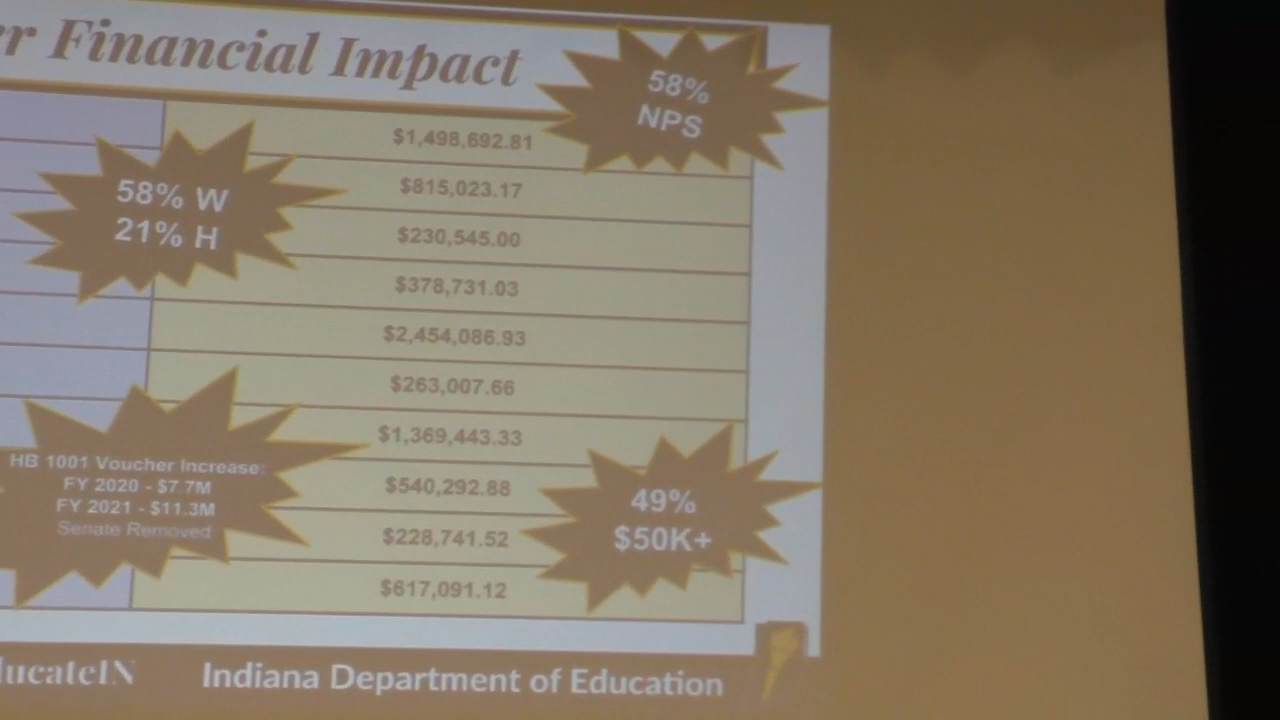 Financial Impact
58%
NPS
$1,498,692.81
$815,023.17
58% W
21% H
$230,545.00
$378,731.03
$2,454,086.93
$263,007.66
$1,369,443.33
HB 1001 Voucher Increase:
FY 2020 - $7.7M
FY 2021 - $11.3M
Senate Removed
$540,292.88
49%
$50K+
$228,741.52
$617,091.12
Indiana Department of Education